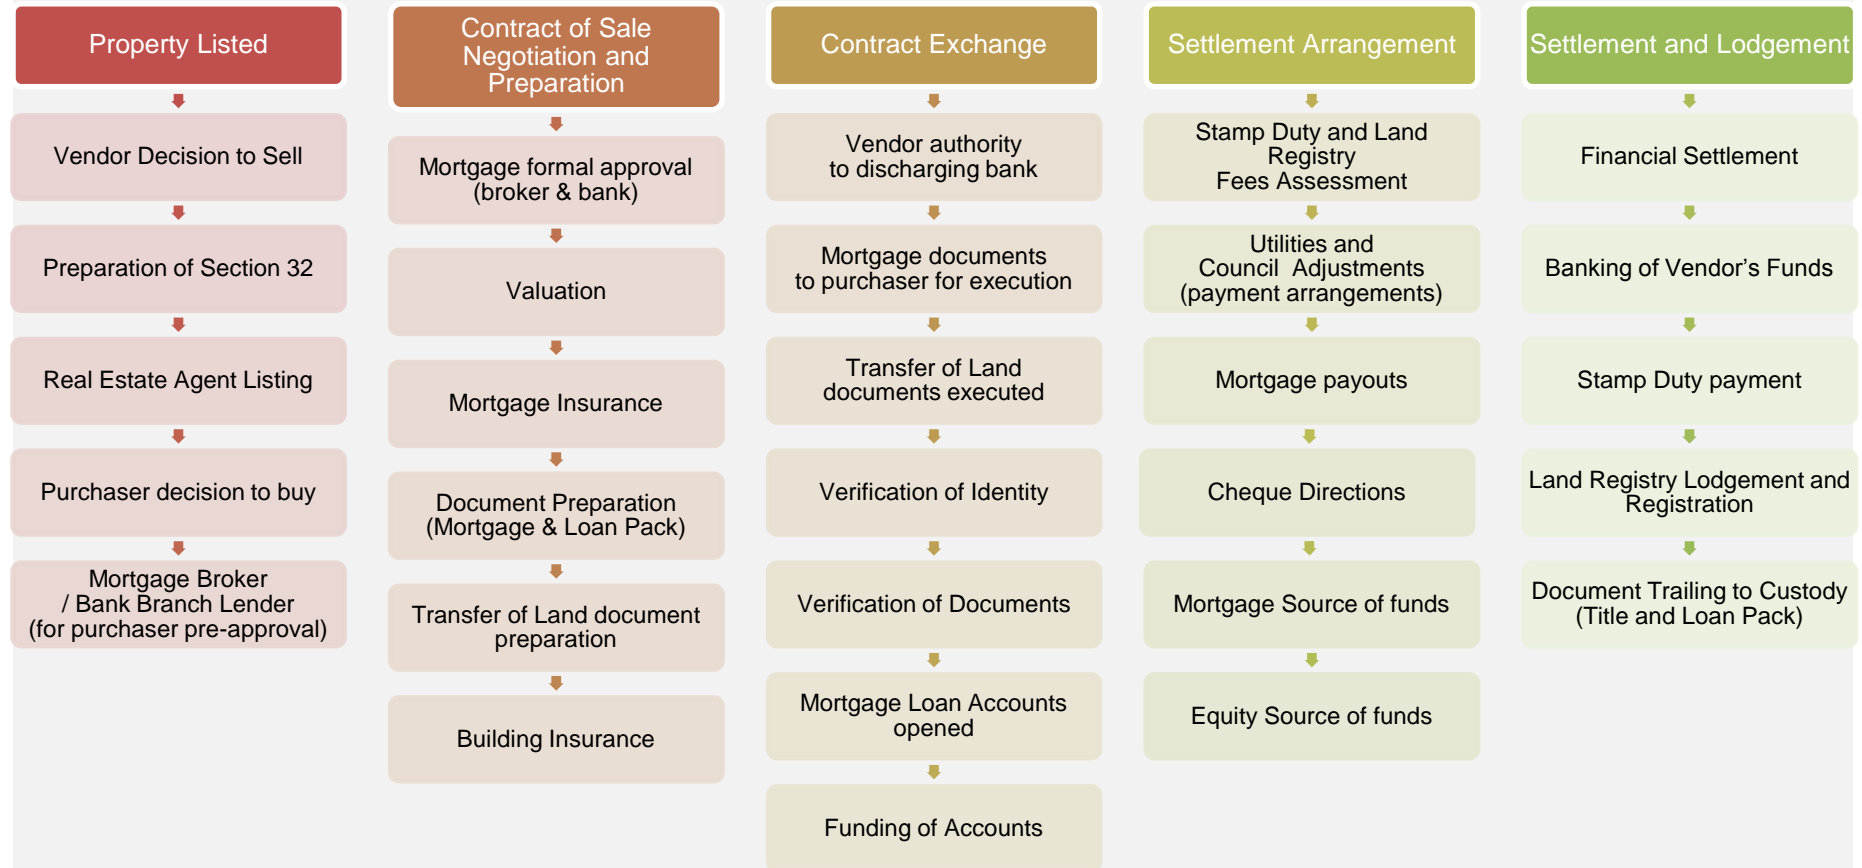 Property Listed
Vendor Decision to Sell
Preparation of Section 32
Real Estate Agent Listing
Purchaser decision to buy
Mortgage Broker
/ Bank Branch Lender
(for purchaser pre-approval)
Contract of Sale
Negotiation and
Preparation
Mortgage formal approval
(broker & bank)
Valuation
Mortgage Insurance
Document Preparation
(Mortgage & Loan Pack)
Transfer of Land document
preparation
Building Insurance
Contract Exchange
Vendor authority
to discharging bank
Mortgage documents
to purchaser for execution
Transfer of Land
documents executed
Verification of Identity
Verification of Documents
Mortgage Loan Accounts
opened
Funding of Accounts
Settlement Arrangement
Stamp Duty and Land
Registry
Fees Assessment
Utilities and
Council Adjustments
(payment arrangements)
Mortgage payouts
Cheque Directions
Mortgage Source of funds
Equity Source of funds
Settlement and Lodgement
Financial Settlement
Banking of Vendor’s Funds
Stamp Duty payment
Land Registry Lodgement and
Registration
Document Trailing to Custody
(Title and Loan Pack)